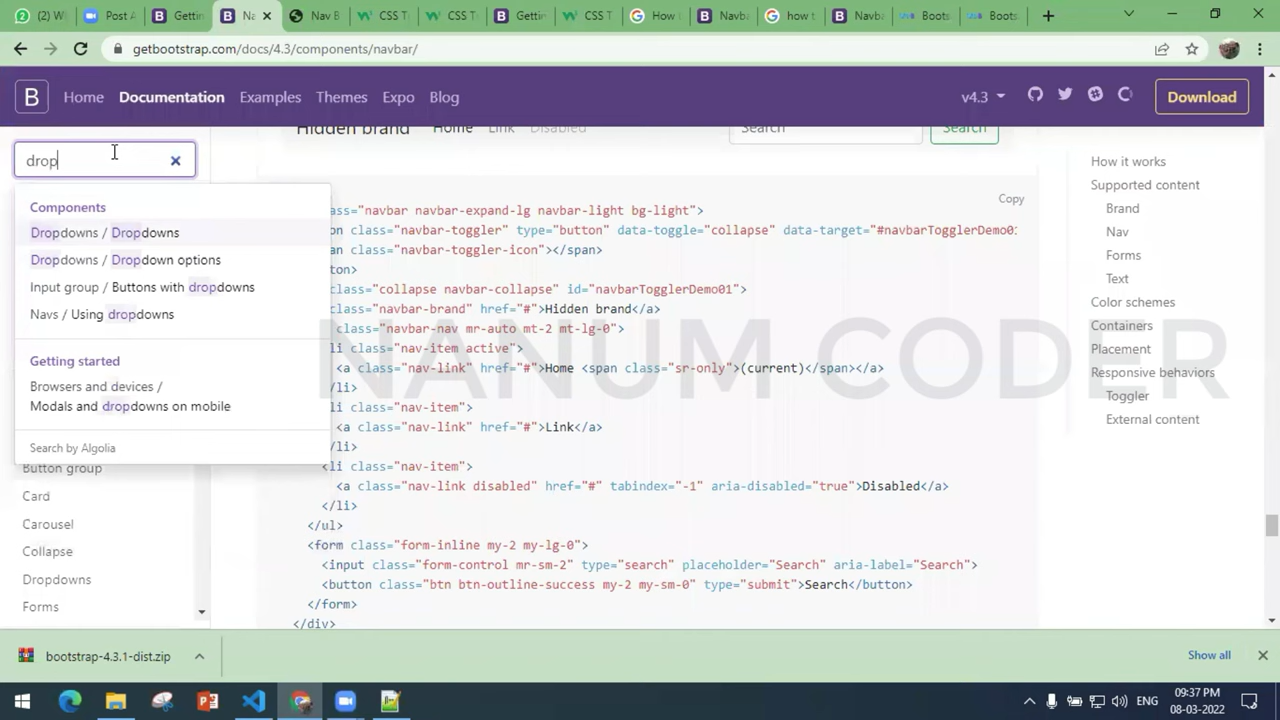 (2) W
Post A
Getting
Na
Nav B
CSS T
CSS T
Gettin
CSS T
How t
Navba
how t
Navba
Boots
Boots
getbootstrap.com/docs/4.3/components/navbar/
B
Home
Documentation
Examples
Themes
Expo
Blog
v4.3
Download
drop
Components
Dropdowns / Dropdowns
Dropdowns / Dropdown options
Input group / Buttons with dropdowns
Navs / Using dropdowns
Getting started
Browsers and devices /
Modals and dropdowns on mobile
Search by Algolia
Button group
Card
Carousel
Collapse
Dropdowns
Forms
Hidden brand Home Link Disabled
Search
Search
Copy
ass="navbar navbar-expand-lg navbar-light bg-light">
on class="navbar-toggler" type="button" data-toggle="collapse" data-target="#navbarTogglerDemo0
an class="navbar-toggler-icon"></span>
ton>
"collapse navbar-collapse" id="navbarTogglerDemo01">
lass="navbar-brand" href="#">Hidden brand</a>
class="navbar-nav mr-auto mt-2 mt-lg-0">
li class="nav-item active">
<a class="nav-link" href="#">Home <span class="sr-only">(current)</span></a>
/li>
li class="nav-item">
<a class="nav-link" href="#">Link</a>
/li>
<li class="nav-item">
<a class="nav-link disabled" href="#" tabindex="-1" aria-disabled="true">Disabled</a>
</li>
</ul>
<form class="form-inline my-2 my-lg-0">
<input class="form-control mr-sm-2" type="search" placeholder="Search" aria-label="Search">
<button class="btn btn-outline-success my-2 my-sm-0" type="submit">Search</button>
</form>
</div>
NANUM CODER
How it works
Supported content
Brand
Nav
Forms
Text
Color schemes
Containers
Placement
Responsive behaviors
Toggler
External content
bootstrap-4.3.1-dist.zip
Show all
ENG
09:37 PM
08-03-2022